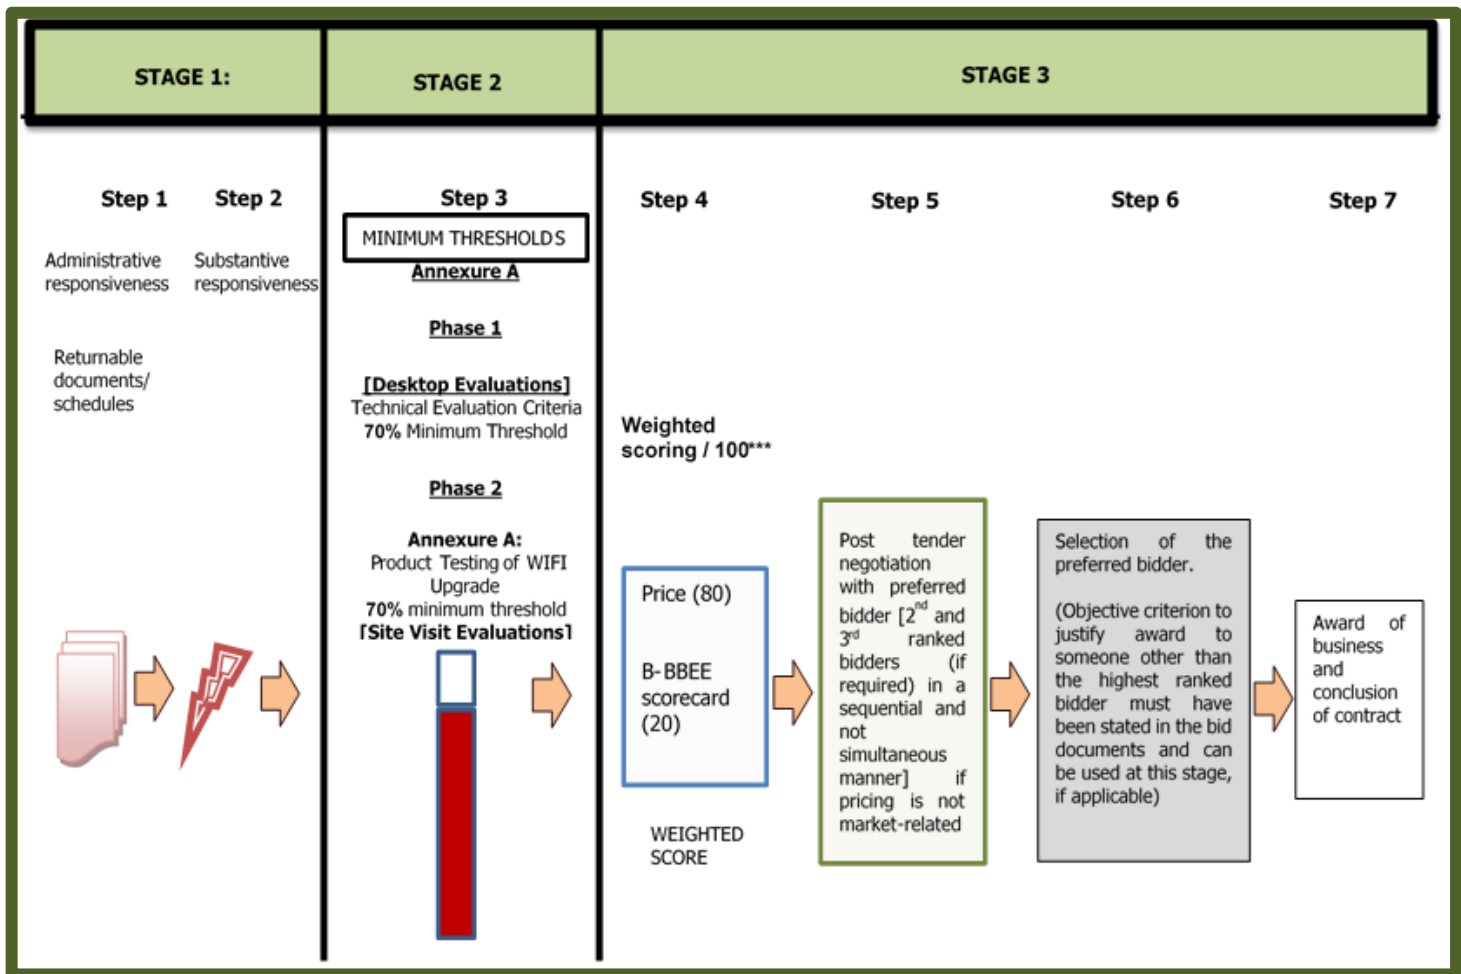 STAGE 1:
STAGE 2
STAGE 3
Step 1
Step 2
Step 3
Step 4
Step 5
Step 6
Step 7
Administrative
responsiveness
Returnable
documents/
schedules
Substantive
responsiveness
MINIMUM THRESHOLDS
Annexure A
Phase 1
[Desktop Evaluations]
Technical Evaluation Criteria
70% Minimum Threshold
Phase 2
Annexure A:
Product Testing of WIFI
Upgrade
70% minimum threshold
[Site Visit Evaluations]
Weighted
scoring / 100***
Price (80)
B-BBEE
scorecard
(20)
WEIGHTED
SCORE
Post tender
negotiation
with preferred
bidder [2nd and
3rd ranked
bidders (if
required) in a
sequential and
not
simultaneous
manner] if
pricing is not
market-related
Selection of the
preferred bidder.
(Objective criterion to
justify award to
someone other than
the highest ranked
bidder must have
been stated in the bid
documents and can
be used at this stage,
if applicable)
Award of
business
and
conclusion
of contract